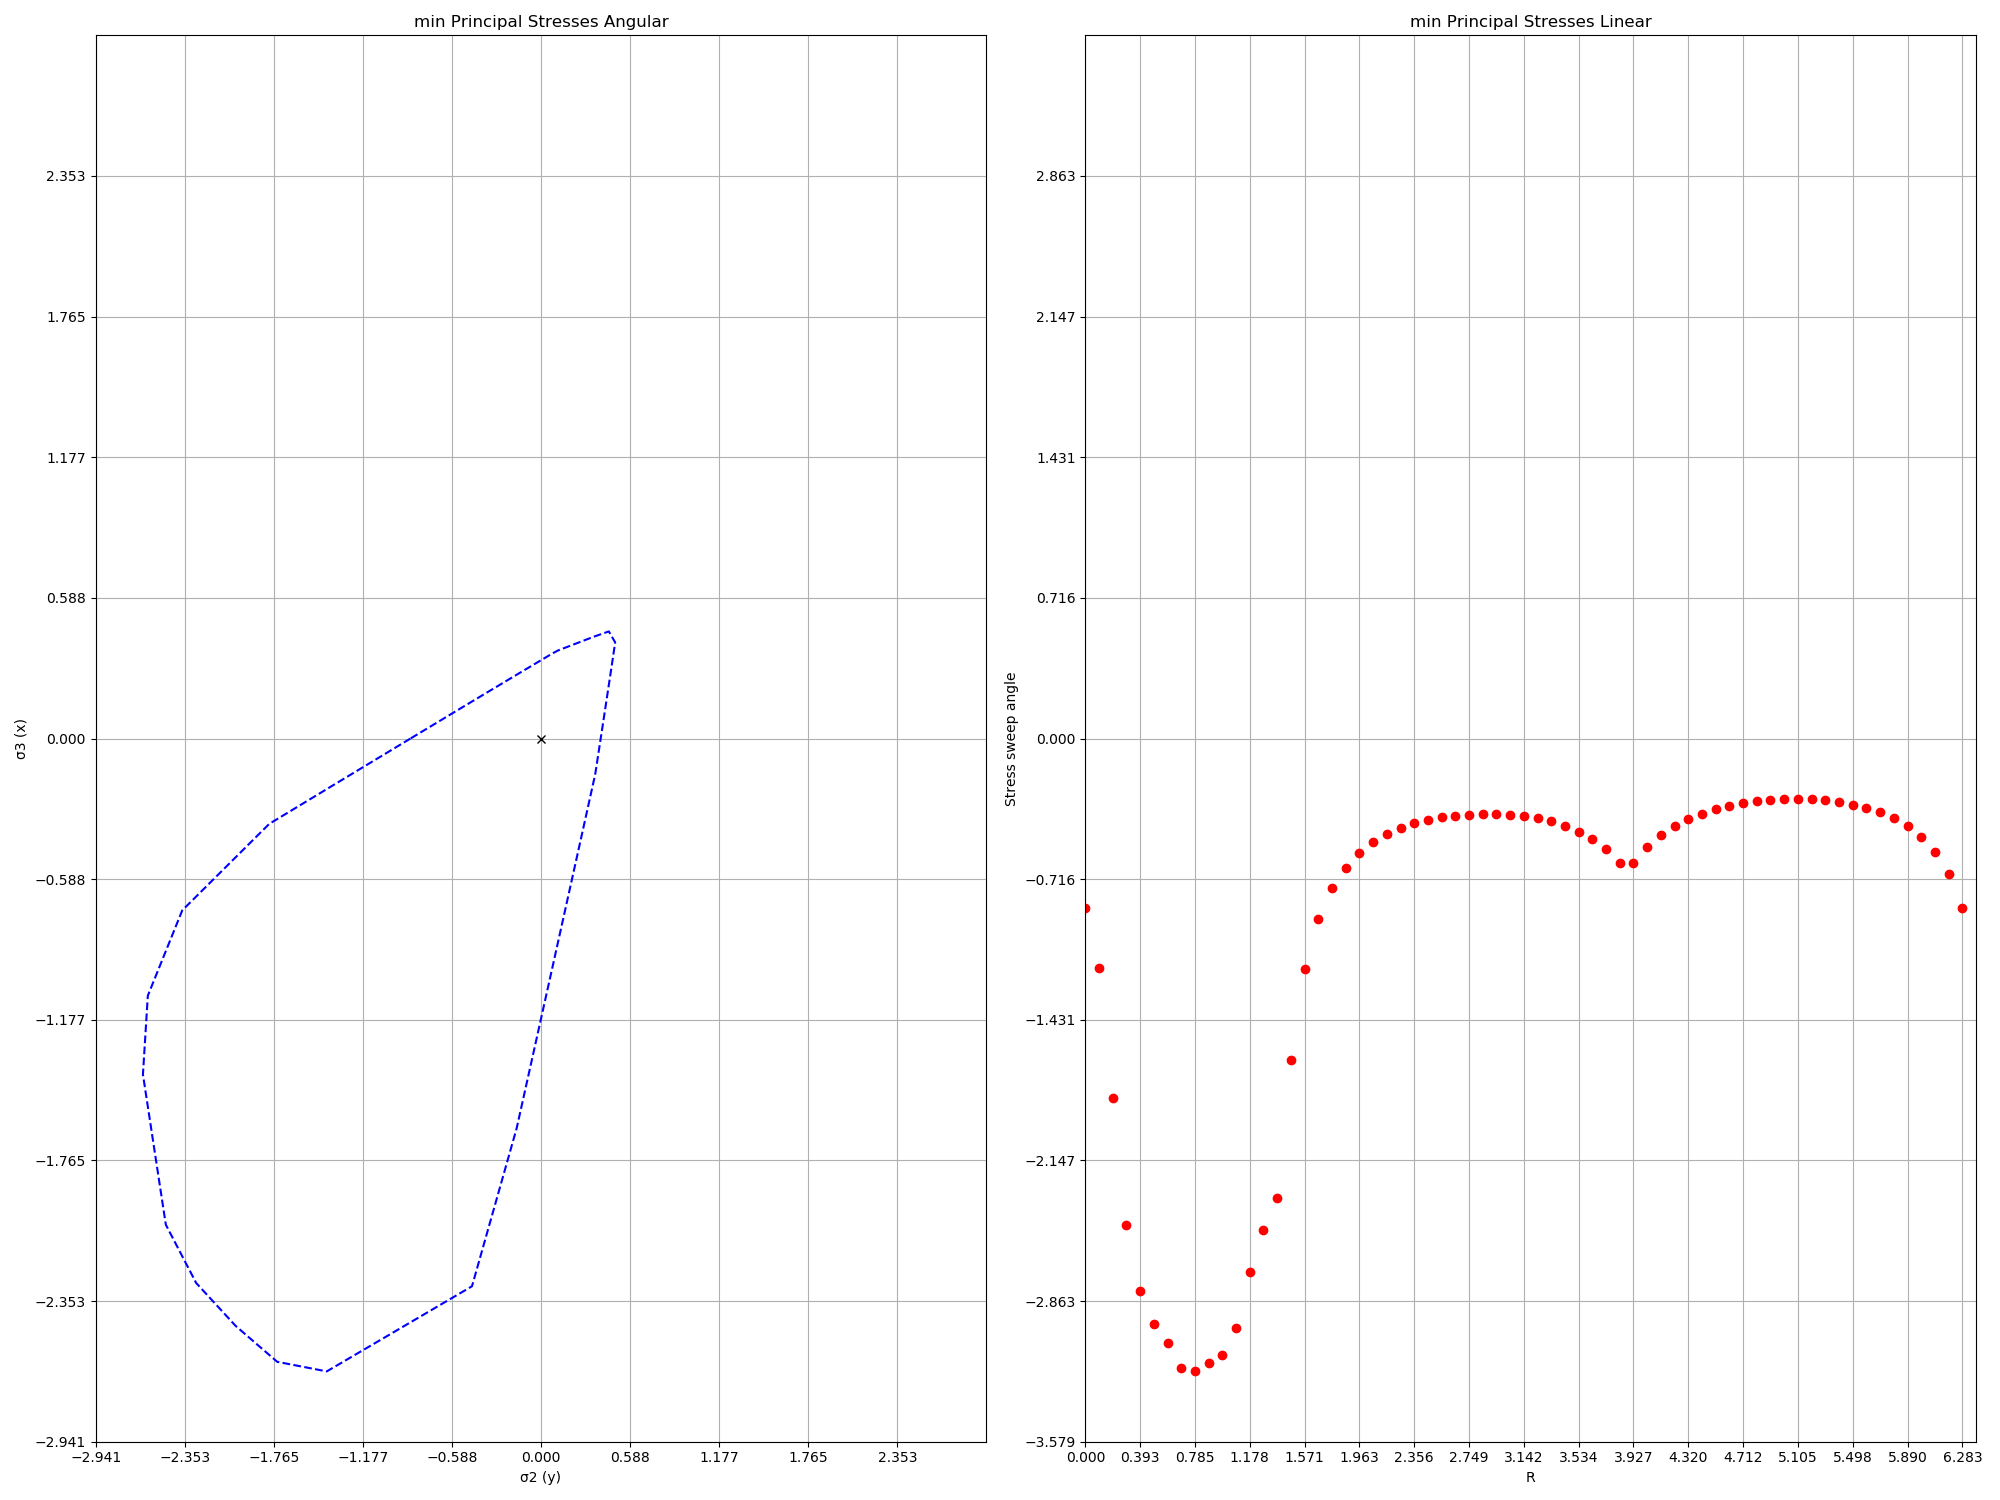 min Principal Stresses Angular
2.353
1.765
1.177
0.588
0.000
−0.588
−1.177
−1.765
−2.353
−2.941
σ3 (x)
−2.941 −2.353 −1.765 −1.177 −0.588 0.000 0.588 1.177 1.765 2.353
σ2 (y)
min Principal Stresses Linear
2.863
2.147
1.431
0.716
0.000
−0.716
−1.431
−2.147
−2.863
−3.579
Stress sweep angle
0.000 0.393 0.785 1.178 1.571 1.963 2.356 2.749 3.142 3.534 3.927 4.320 4.712 5.105 5.498 5.890 6.283
R